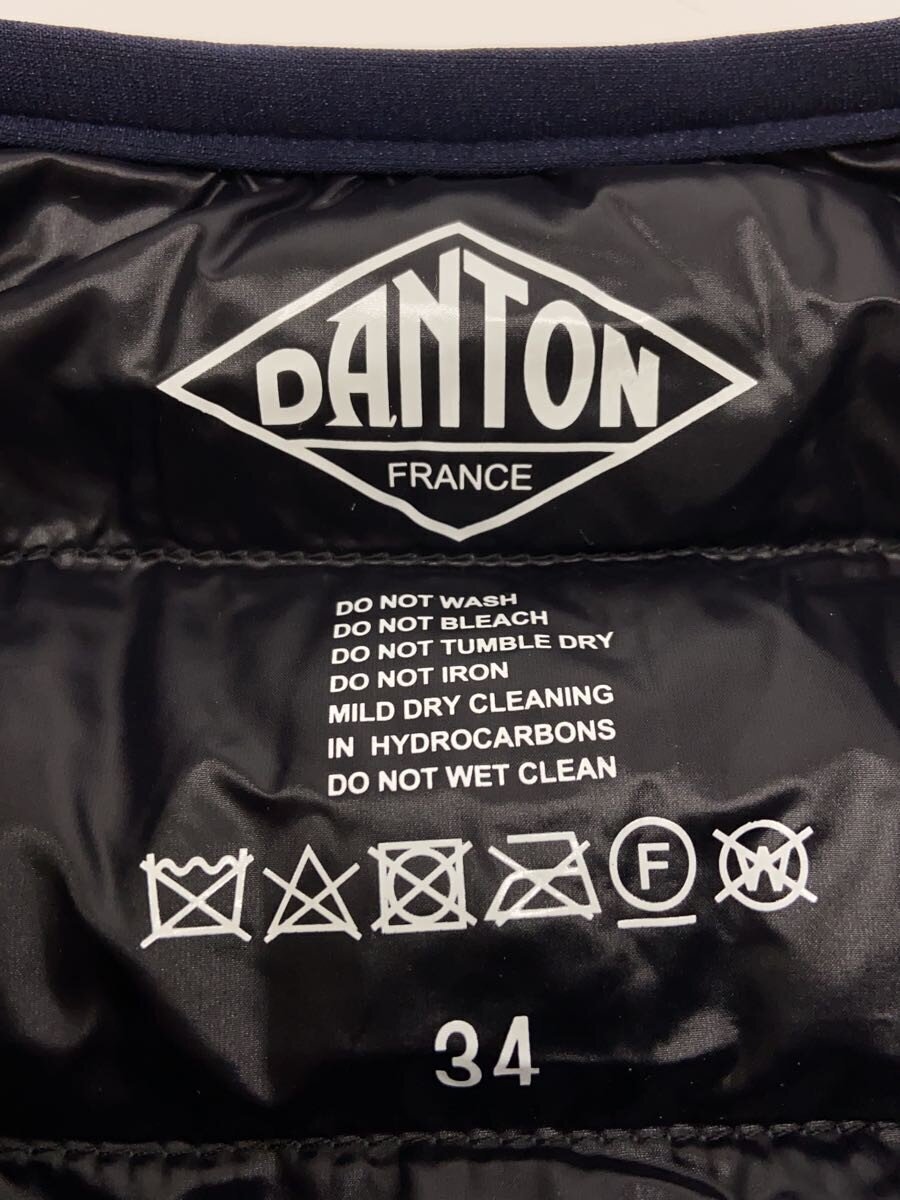 DANTON
FRANCE
DO NOT WASH
DO NOT BLEACH
DO NOT TUMBLE DRY
DO NOT IRON
MILD DRY CLEANING
IN HYDROCARBONS
DO NOT WET CLEAN
F W
34